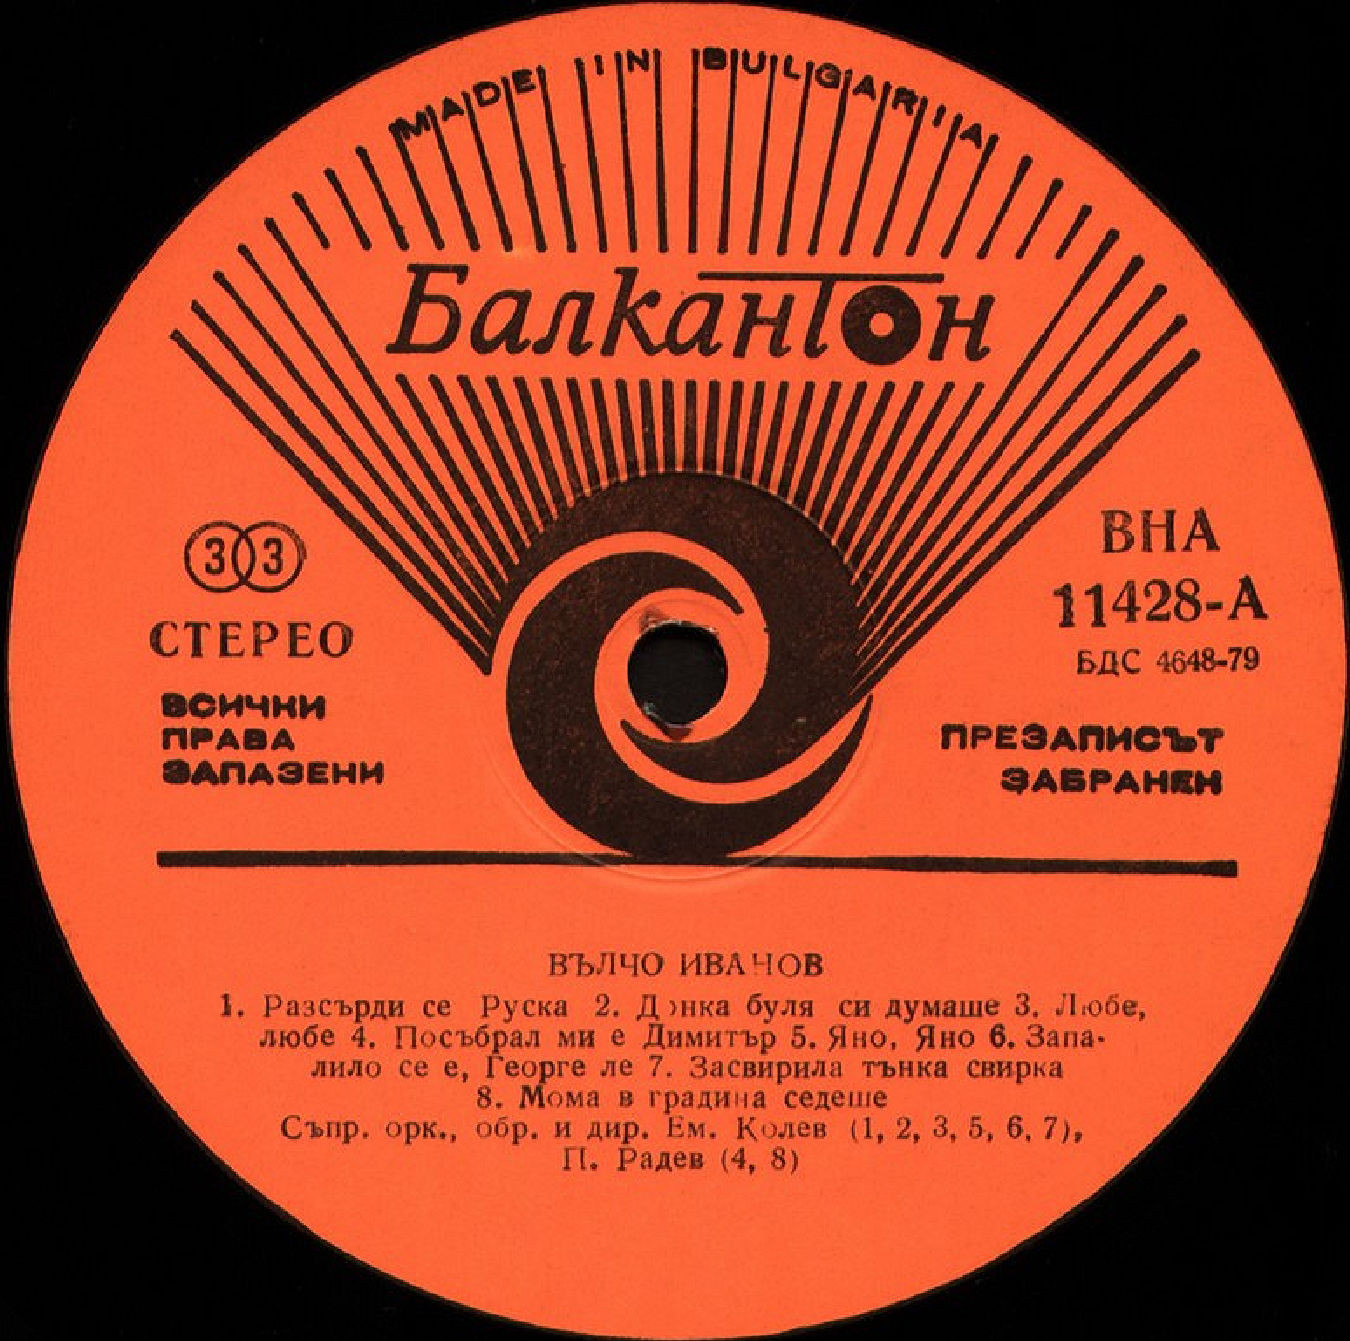 MADE IN BULGARIA
Балкантон
33
СТЕРЕО
ВСИЧКИ
ПРАВА
ЗАПАЗЕНИ
ВНА
11428-А
БДС 4648-79
ПРЕЗАПИСЪТ
ЗАБРАНЕН
ВЪЛЧО ИВАНОВ
1. Разсърди се Руска 2. Донка буля си думаше 3. Любе,
любе 4. Посъбрал ми е Димитър 5. Яно, Яно 6. Запа-
лило се е, Георге ле 7. Засвирила тънка свирка
8. Мома в градина седеше
Съпр. орк., обр. и дир. Ем. Колев (1, 2, 3, 5, 6, 7),
П. Радев (4, 8)